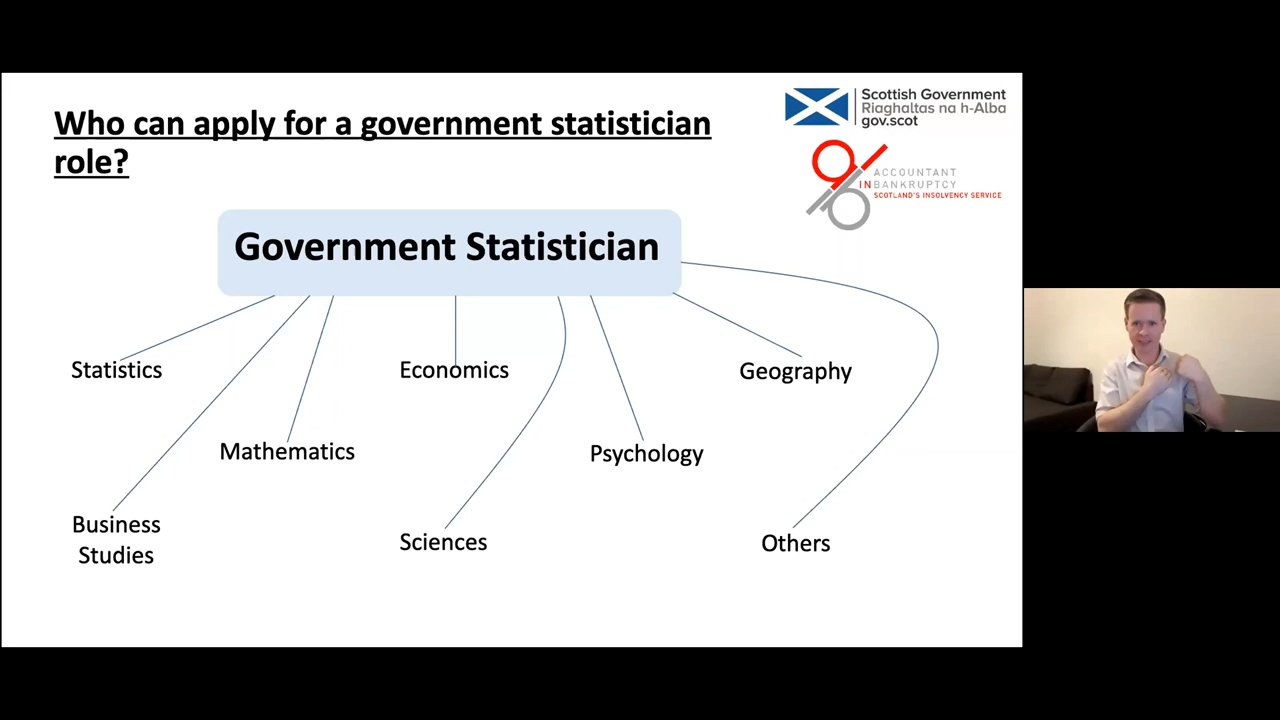 Who can apply for a government statistician
role?
Scottish Government
Riaghaltas na h-Alba
gov.scot
ACCOUNTANT
IN BANKRUPTCY
SCOTLAND'S INSOLVENCY SERVICE
Government Statistician
Statistics
Economics
Geography
Mathematics
Psychology
Business
Studies
Sciences
Others